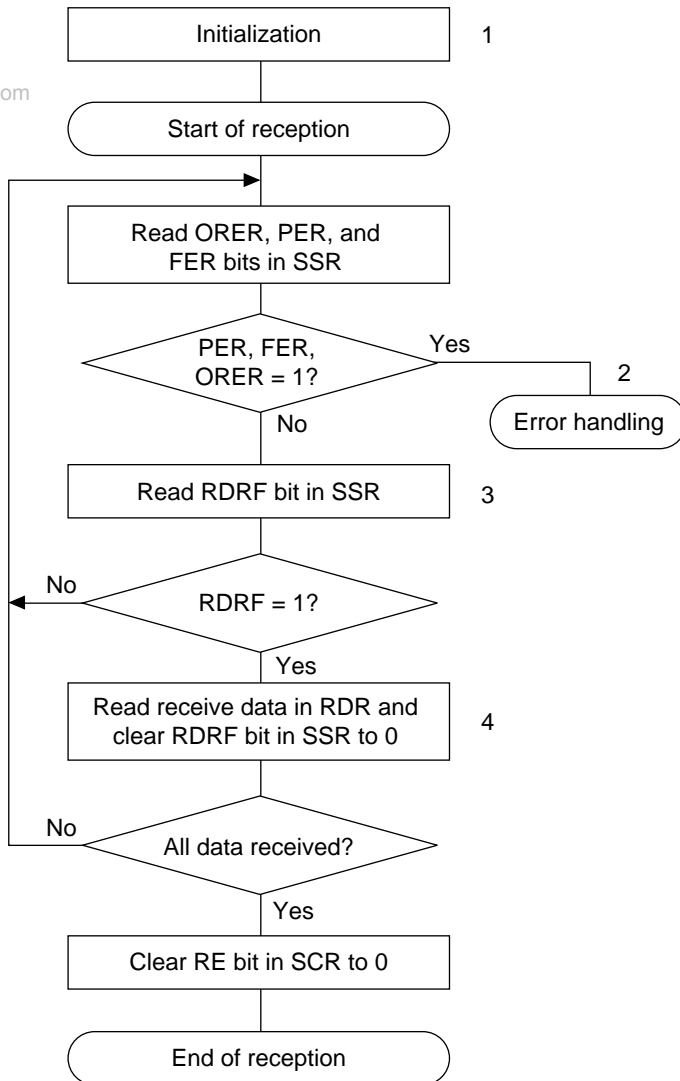 Initialization
1
om
Start of reception
Read ORER, PER, and
FER bits in SSR
PER, FER,
ORER = 1?
Yes
2
No
Error handling
Read RDRF bit in SSR
3
No
RDRF = 1?
Yes
Read receive data in RDR and
clear RDRF bit in SSR to 0
4
No
All data received?
Yes
Clear RE bit in SCR to 0
End of reception